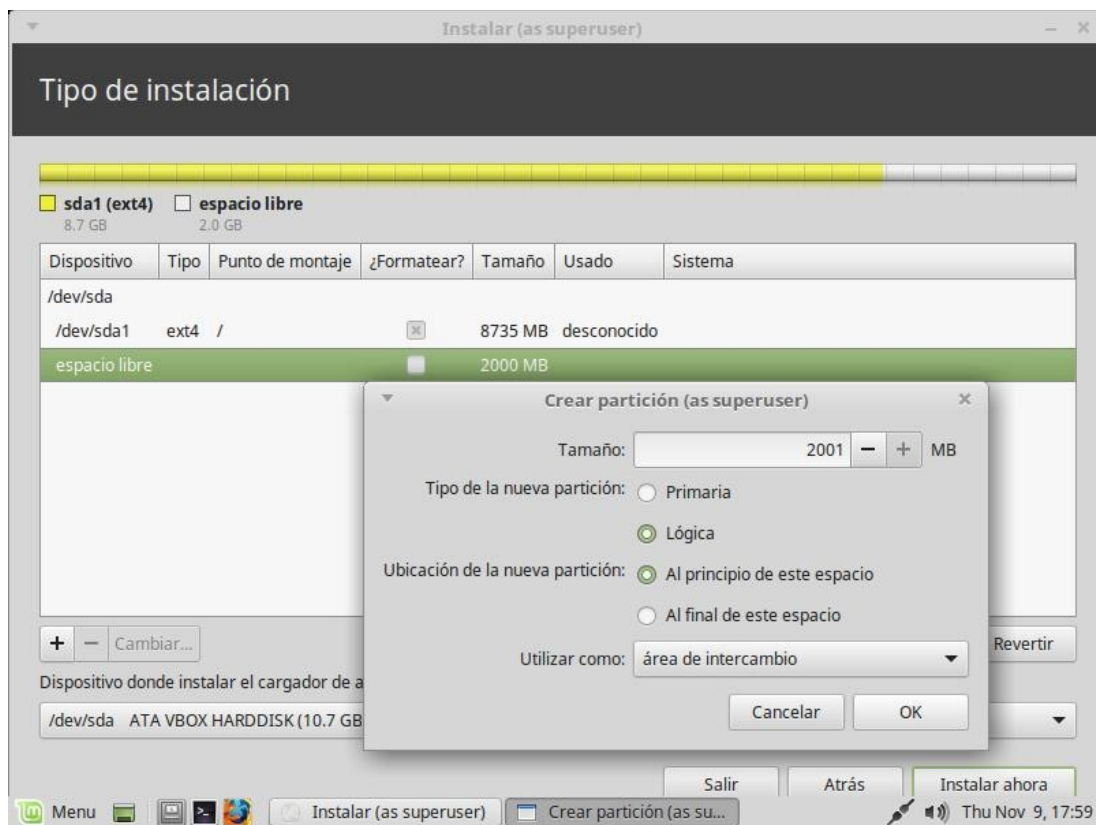 Instalar (as superuser)
Tipo de instalación
sda1 (ext4) espacio libre
8.7 GB 2.0 GB
Dispositivo Tipo Punto de montaje ¿Formatear? Tamaño Usado Sistema
/dev/sda
/dev/sda1 ext4 / 8735 MB desconocido
espacio libre 2000 MB
Crear partición (as superuser)
Tamaño: 2001 − + MB
Tipo de la nueva partición: Primaria
Lógica
Ubicación de la nueva partición: Al principio de este espacio
Al final de este espacio
Utilizar como: área de intercambio
Cancelar OK
+ − Cambiar... Revertir
Dispositivo donde instalar el cargador de a
/dev/sda ATA VBOX HARDDISK (10.7 GB
Salir Atrás Instalar ahora
Menu Instalar (as superuser) Crear partición (as su... Thu Nov 9, 17:59